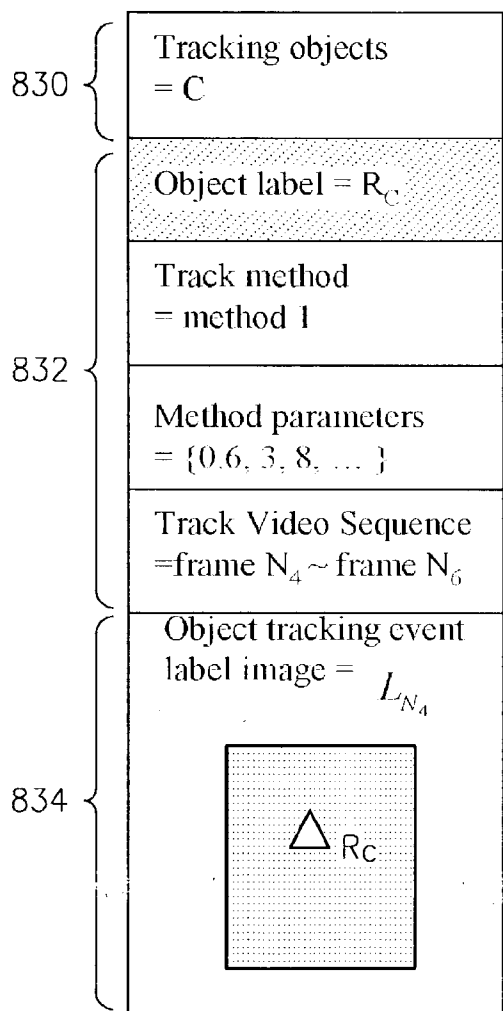 830
Tracking objects
= C
832
Object label = R_C
Track method
= method 1
Method parameters
= {0.6, 3, 8, ... }
Track Video Sequence
=frame N_4 ~ frame N_6
834
Object tracking event
label image = L_{N_4}
R_C